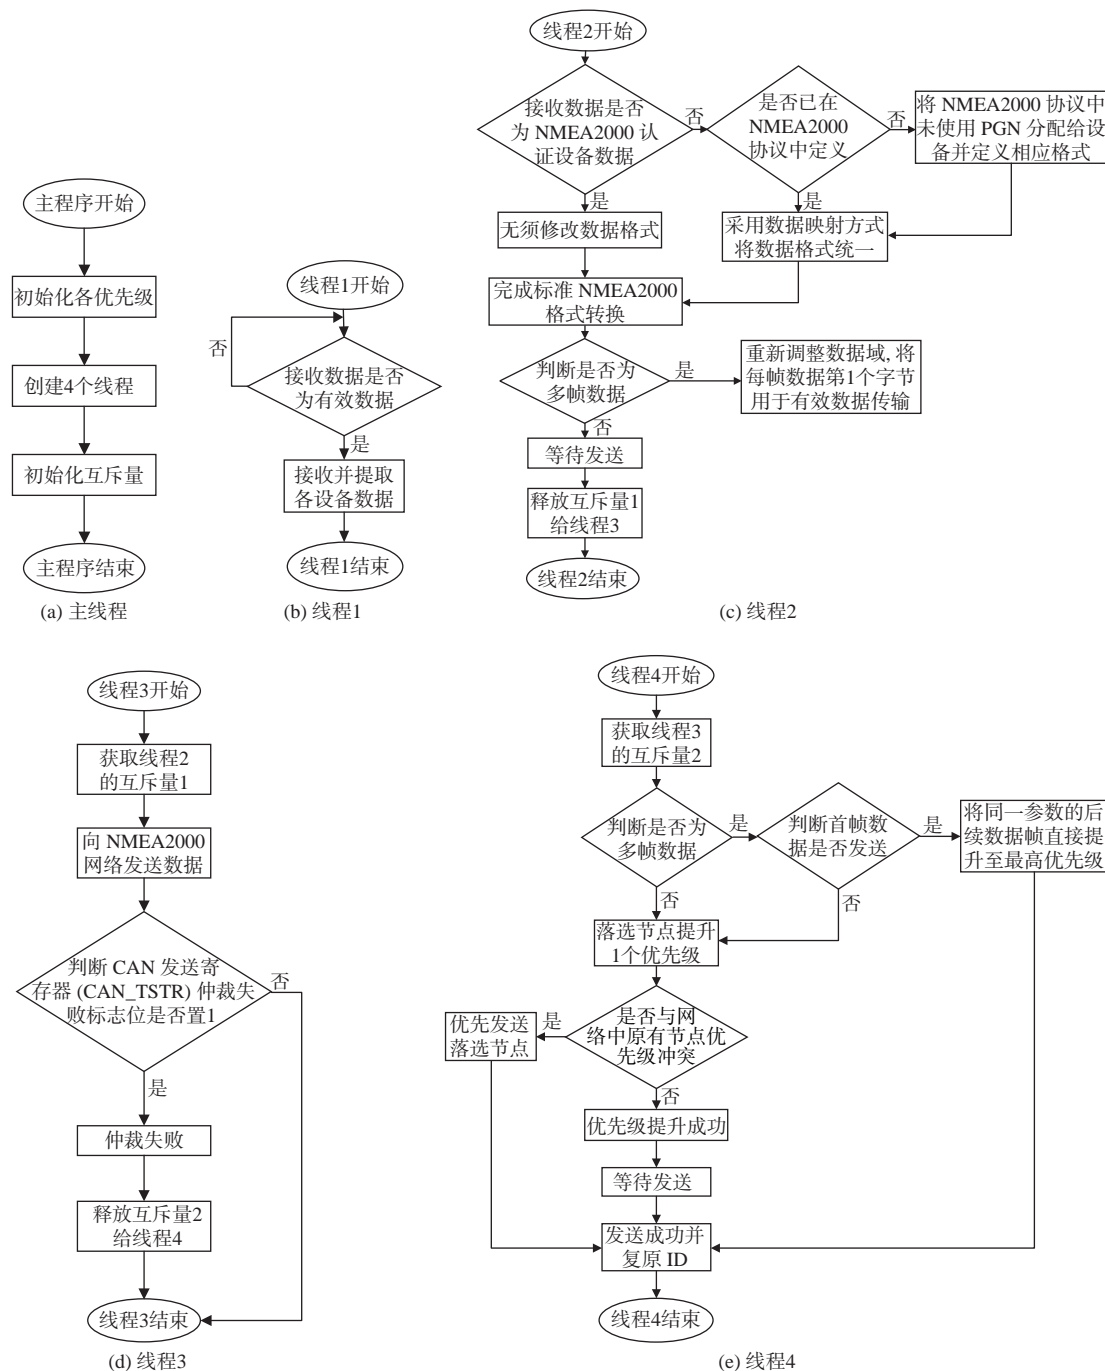 主程序开始
初始化各优先级
创建4个线程
初始化互斥量
主程序结束
(a) 主线程
线程1开始
否
接收数据是否
为有效数据
是
接收并提取
各设备数据
线程1结束
(b) 线程1
线程2开始
接收数据是否
为 NMEA2000 认
证设备数据
否
是否已在
NMEA2000
协议中定义
否
将 NMEA2000 协议中
未使用 PGN 分配给设
备并定义相应格式
是
无须修改数据格式
是
采用数据映射方式
将数据格式统一
完成标准 NMEA2000
格式转换
判断是否为
多帧数据
是
重新调整数据域, 将
每帧数据第1个字节
用于有效数据传输
否
等待发送
释放互斥量1
给线程3
线程2结束
(c) 线程2
线程3开始
获取线程2
的互斥量1
向 NMEA2000
网络发送数据
判断 CAN 发送寄
存器 (CAN_TSTR) 仲裁失
败标志位是否置1
否
是
仲裁失败
释放互斥量2
给线程4
线程3结束
(d) 线程3
线程4开始
获取线程3
的互斥量2
判断是否为
多帧数据
是
判断首帧数
据是否发送
是
将同一参数的后
续数据帧直接提
升至最高优先级
否
否
落选节点提升
1个优先级
是否与网
络中原有节点优
先级冲突
是
优先发送
落选节点
否
优先级提升成功
等待发送
发送成功并
复原 ID
线程4结束
(e) 线程4